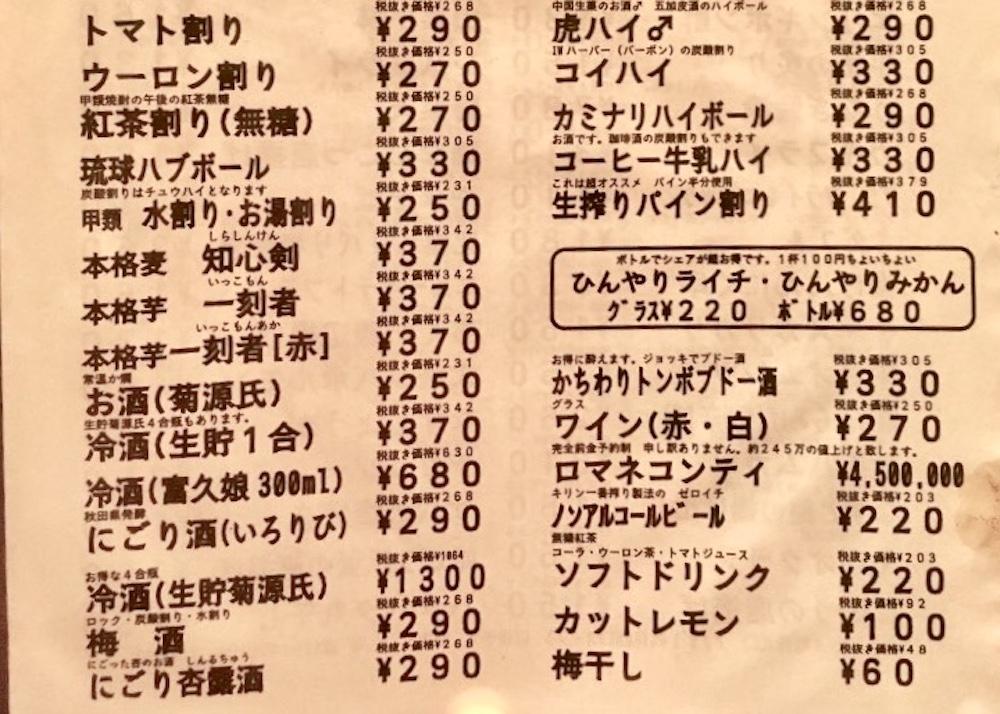 税抜き価格¥268
トマト割り ¥290
税抜き価格¥250
ウーロン割り ¥270
甲類焼酎の午後の紅茶無糖 税抜き価格¥250
紅茶割り(無糖) ¥270
税抜き価格¥305
琉球ハブボール ¥330
炭酸割りはチュウハイとなります 税抜き価格¥231
甲類 水割り・お湯割り ¥250
しらしんけん 税抜き価格¥342
本格麦 知心剣 ¥370
いっこもん 税抜き価格¥342
本格芋 一刻者 ¥370
いっこもんあか 税抜き価格¥342
本格芋一刻者[赤] ¥370
常温か燗 税抜き価格¥231
お酒(菊源氏) ¥250
生貯菊源氏4合瓶もあります。 税抜き価格¥342
冷酒(生貯1合) ¥370
税抜き価格¥630
冷酒(富久娘300ml) ¥680
秋田県発酵 税抜き価格¥268
にごり酒(いろりび) ¥290
お得な4合瓶 税抜き価格¥1064
冷酒(生貯菊源氏) ¥1300
ロック・炭酸割り・水割り 税抜き価格¥268
梅 酒 ¥290
にごった杏のお酒 しんるちゅう 税抜き価格¥268
にごり杏露酒 ¥290
中国生薬のお酒♂ 五加皮酒のハイボール 税抜き価格¥268
虎ハイ♂ ¥290
IWハーパー(バーボン)の炭酸割り 税抜き価格¥305
コイハイ ¥330
税抜き価格¥268
カミナリハイボール ¥290
お酒です。珈琲酒の炭酸割りもできます 税抜き価格¥305
コーヒー牛乳ハイ ¥330
これは超オススメ パイン半分使用 税抜き価格¥379
生搾りパイン割り ¥410
ボトルでシェアが超お得です。1杯100円ちょいちょい
ひんやりライチ・ひんやりみかん
グラス¥220 ボトル¥680
お得に酔えます。ジョッキでブドー酒 税抜き価格¥305
かちわりトンボブドー酒 ¥330
グラス 税抜き価格¥250
ワイン(赤・白) ¥270
完全前金予約制 申し訳ありません。約245万の値上げと致します。
ロマネコンティ ¥4,500,000
キリン一番搾り製法の ゼロイチ 税抜き価格¥203
ノンアルコールビール ¥220
無糖紅茶
コーラ・ウーロン茶・トマトジュース 税抜き価格¥203
ソフトドリンク ¥220
税抜き価格¥92
カットレモン ¥100
税抜き価格¥48
梅干し ¥60